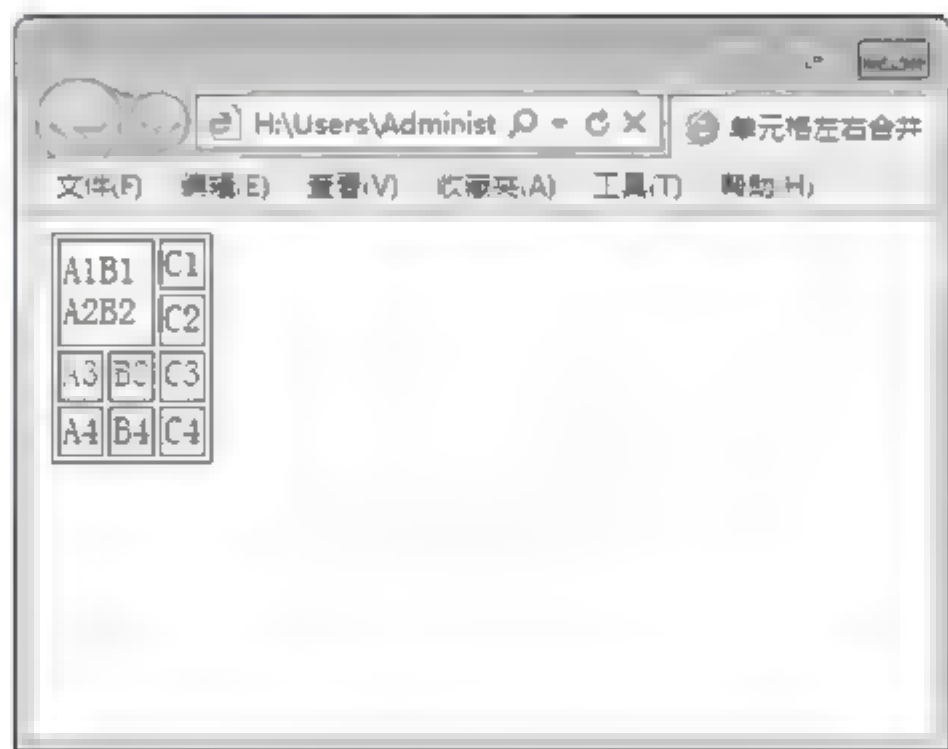 H:\Users\Administ
单元格左右合并
文件(F) 编辑(E) 查看(V) 收藏夹(A) 工具(T) 帮助(H)
A1B1 C1
A2B2 C2
A3 B3 C3
A4 B4 C4